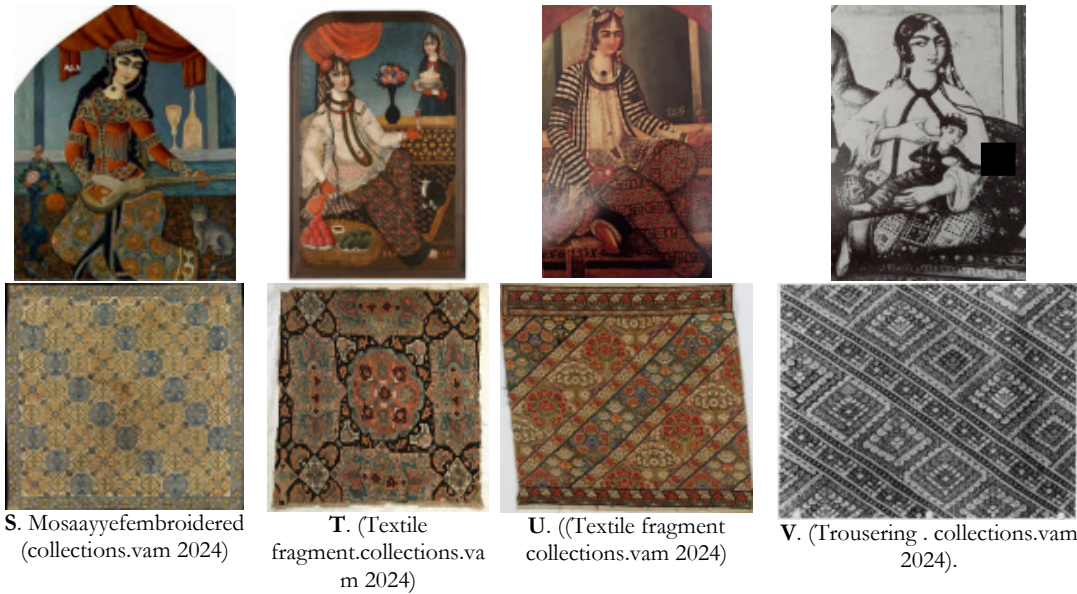 S. Mosaayyefembroidered
(collections.vam 2024)
T. (Textile
fragment.collections.va
m 2024)
U. ((Textile fragment
collections.vam 2024)
V. (Trousering . collections.vam
2024).